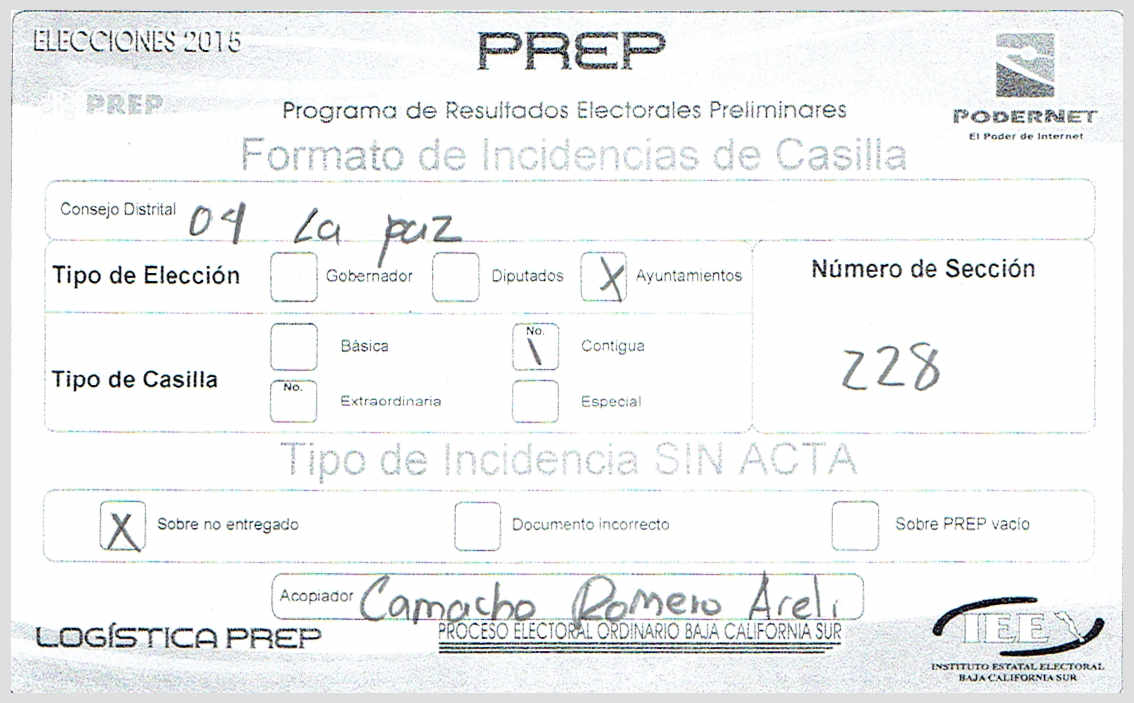 ELECCIONES 2015
PREP
PREP
Programa de Resultados Electorales Preliminares
PODERNET
El Poder de Internet
Formato de Incidencias de Casilla
Consejo Distrital 04 La paz
Tipo de Elección Gobernador Diputados X Ayuntamientos
Número de Sección
228
Tipo de Casilla
Básica No. \ Contigua
No. Extraordinaria Especial
Tipo de Incidencia SIN ACTA
X Sobre no entregado Documento incorrecto Sobre PREP vacío
Acopiador Camacho Romero Areli
LOGÍSTICA PREP
PROCESO ELECTORAL ORDINARIO BAJA CALIFORNIA SUR
IEE
INSTITUTO ESTATAL ELECTORAL
BAJA CALIFORNIA SUR